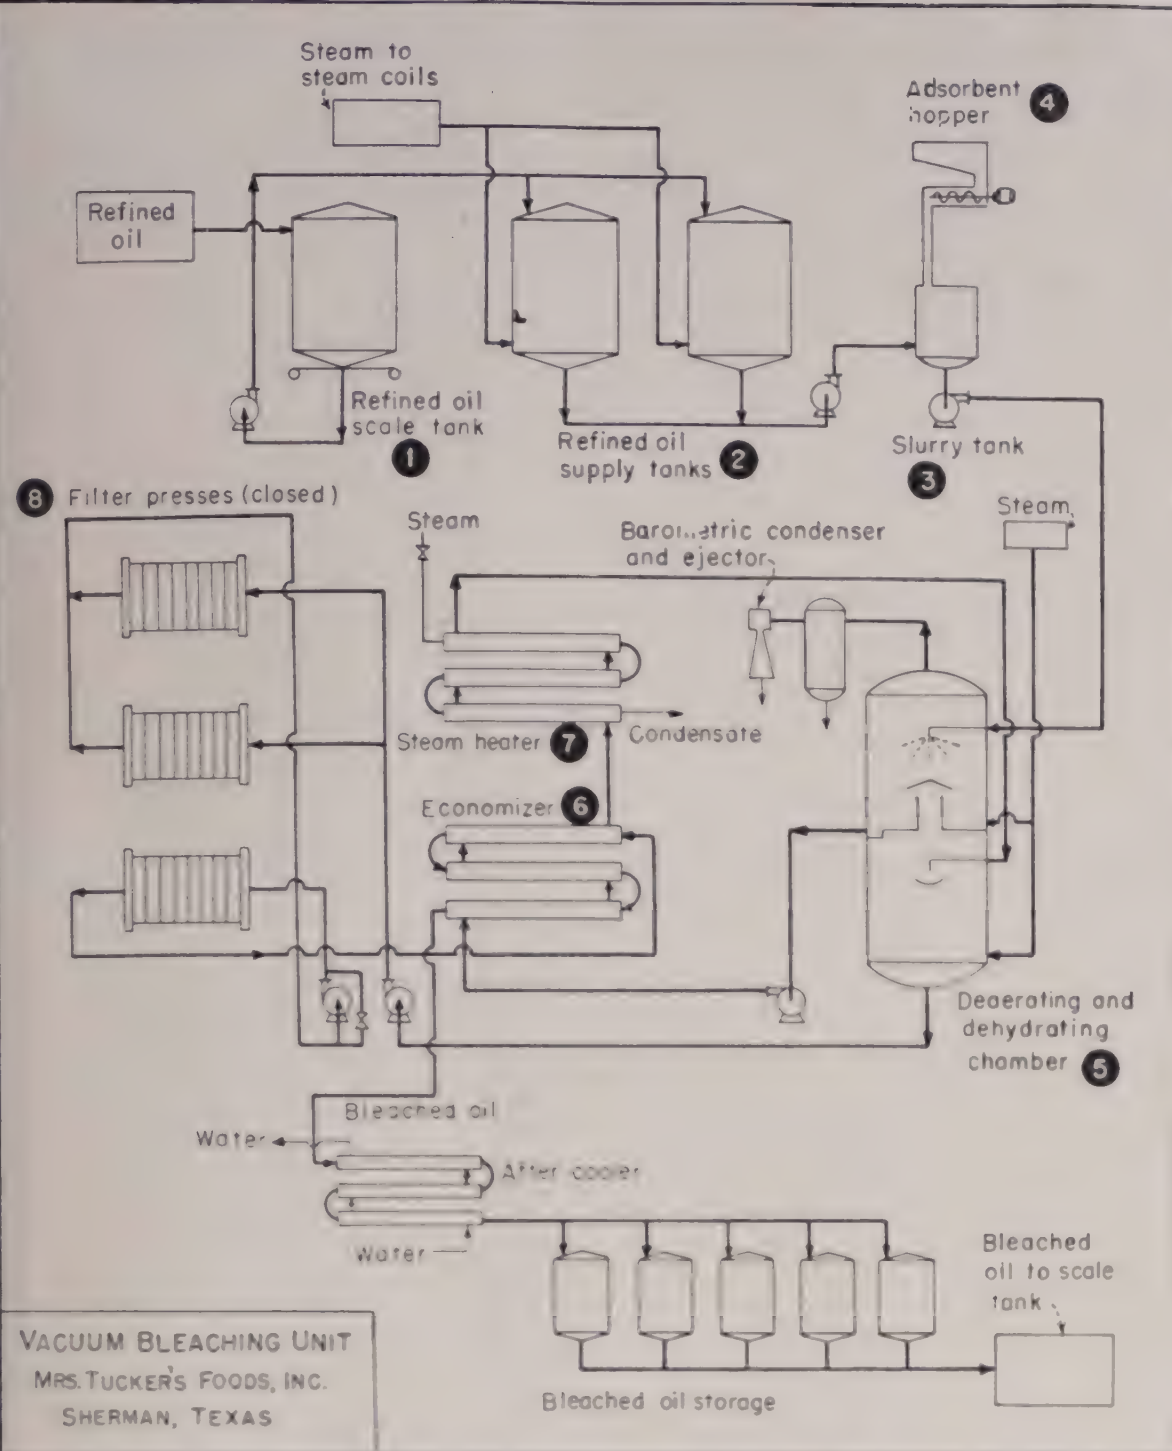 Steam to
steam coils
Adsorbent 4
hopper
Refined
oil
Refined oil
scale tank
1
Refined oil
supply tanks 2
Slurry tank
3
8 Filter presses (closed)
Steam
Barometric condenser
and ejector
Steam
Steam heater 7
Condensate
Economizer 6
Deaerating and
dehydrating
chamber 5
Bleached oil
Water
After cooler
Water
Bleached
oil to scale
tank
Bleached oil storage
VACUUM BLEACHING UNIT
MRS. TUCKER'S FOODS, INC.
SHERMAN, TEXAS